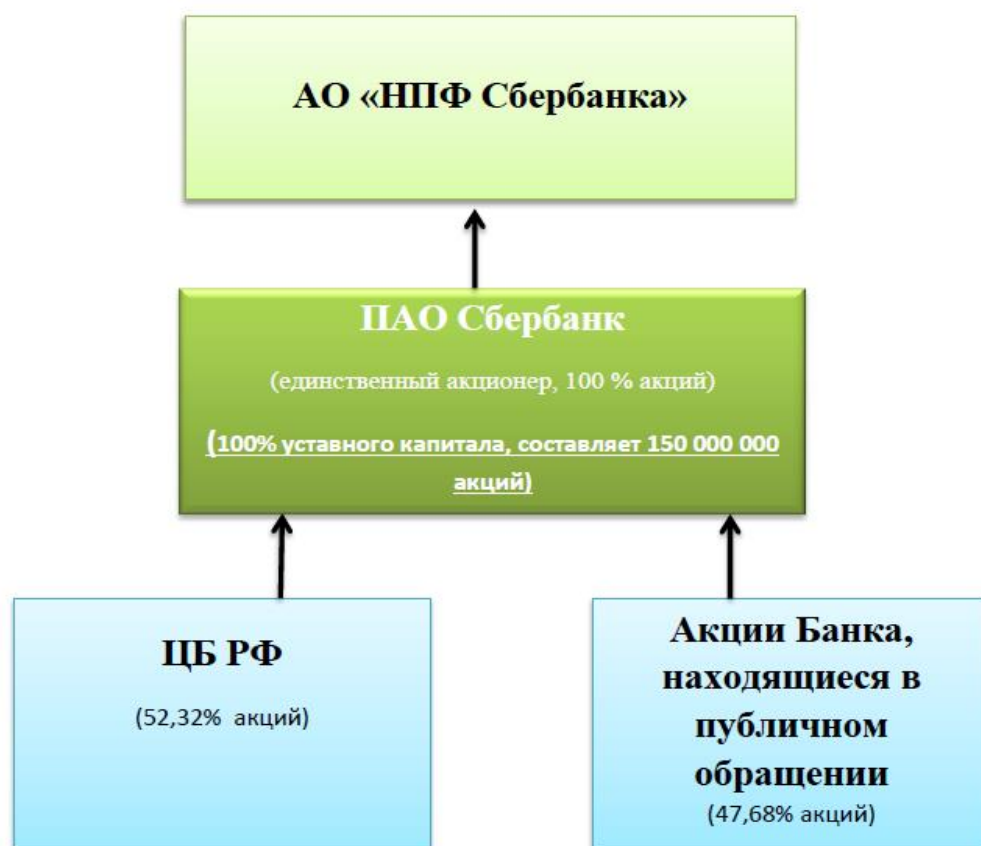 АО «НПФ Сбербанка»
ПАО Сбербанк
(единственный акционер, 100 % акций)
(100% уставного капитала, составляет 150 000 000
акций)
ЦБ РФ
(52,32% акций)
Акции Банка,
находящиеся в
публичном
обращении
(47,68% акций)